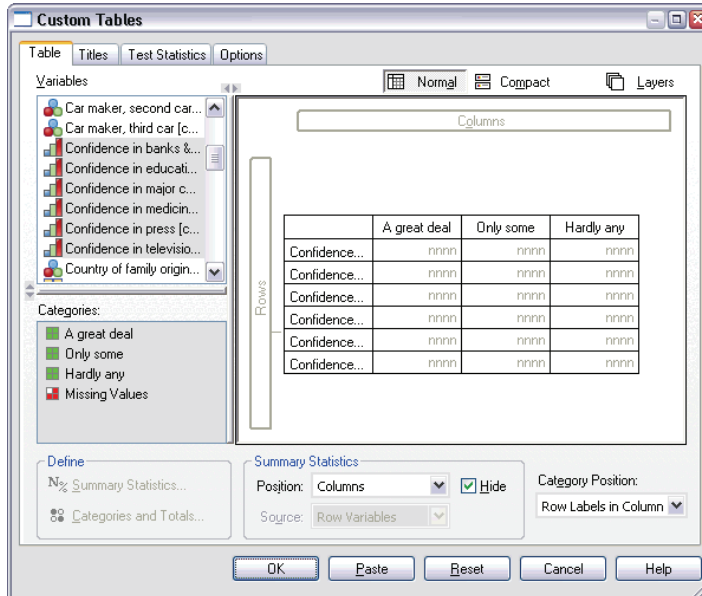 Custom Tables
Table Titles Test Statistics Options
Variables
Car maker, second car...
Car maker, third car [c...
Confidence in banks &...
Confidence in educati...
Confidence in major c...
Confidence in medicin...
Confidence in press [c...
Confidence in televisio...
Country of family origin...
Categories:
A great deal
Only some
Hardly any
Missing Values
Normal Compact Layers
Columns
Rows
A great deal Only some Hardly any
Confidence... nnnn nnnn nnnn
Confidence... nnnn nnnn nnnn
Confidence... nnnn nnnn nnnn
Confidence... nnnn nnnn nnnn
Confidence... nnnn nnnn nnnn
Confidence... nnnn nnnn nnnn
Define
N% Summary Statistics...
Categories and Totals...
Summary Statistics
Position: Columns Hide
Source: Row Variables
Category Position:
Row Labels in Column
OK Paste Reset Cancel Help